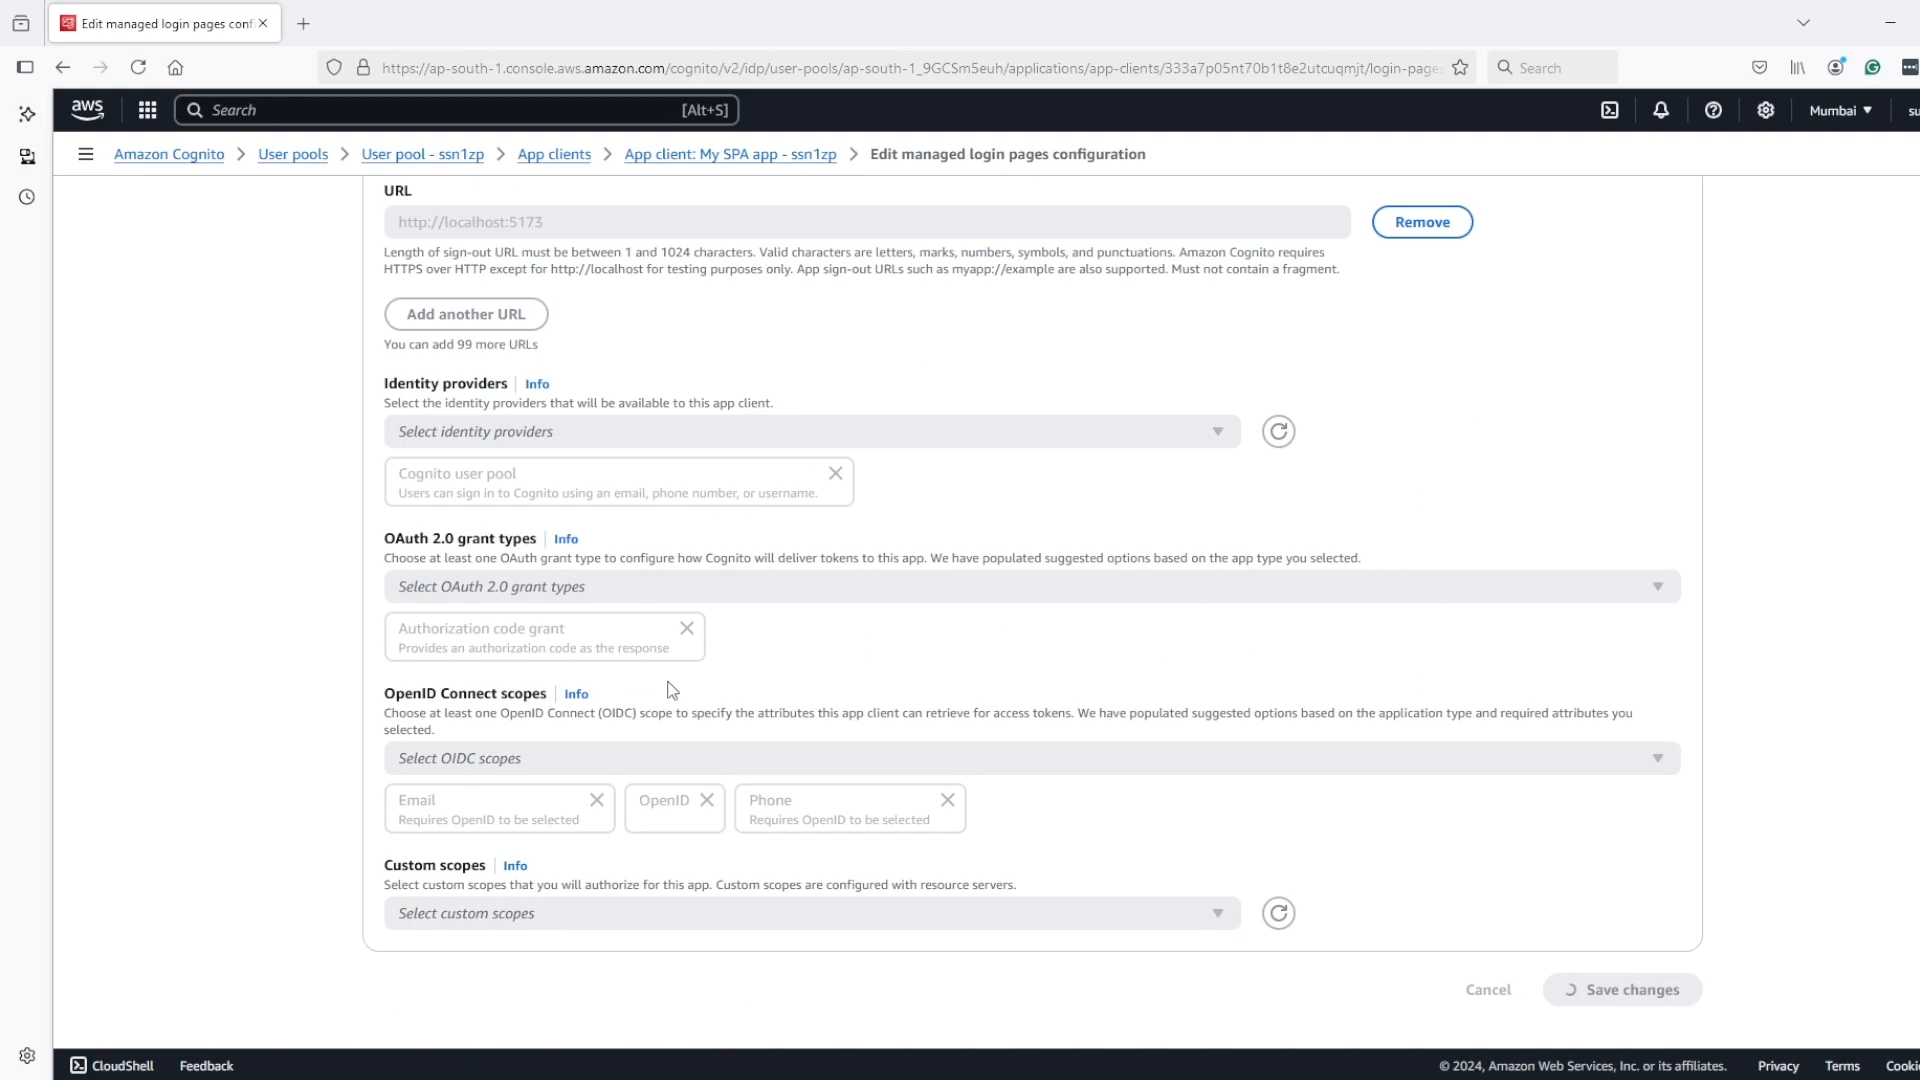 Edit managed login pages conf
https://ap-south-1.console.aws.amazon.com/cognito/v2/idp/user-pools/ap-south-1_9GCSm5euh/applications/app-clients/333a7p05nt70b1t8e2utcuqmjt/login-pages
Search
aws
Search
[Alt+S]
Mumbai
su
Amazon Cognito
User pools
User pool - ssn1zp
App clients
App client: My SPA app - ssn1zp
Edit managed login pages configuration
URL
http://localhost:5173
Remove
Length of sign-out URL must be between 1 and 1024 characters. Valid characters are letters, marks, numbers, symbols, and punctuations. Amazon Cognito requires
HTTPS over HTTP except for http://localhost for testing purposes only. App sign-out URLs such as myapp://example are also supported. Must not contain a fragment.
Add another URL
You can add 99 more URLs
Identity providers
Info
Select the identity providers that will be available to this app client.
Select identity providers
Cognito user pool
Users can sign in to Cognito using an email, phone number, or username.
OAuth 2.0 grant types
Info
Choose at least one OAuth grant type to configure how Cognito will deliver tokens to this app. We have populated suggested options based on the app type you selected.
Select OAuth 2.0 grant types
Authorization code grant
Provides an authorization code as the response
OpenID Connect scopes
Info
Choose at least one OpenID Connect (OIDC) scope to specify the attributes this app client can retrieve for access tokens. We have populated suggested options based on the application type and required attributes you
selected.
Select OIDC scopes
Email
Requires OpenID to be selected
OpenID
Phone
Requires OpenID to be selected
Custom scopes
Info
Select custom scopes that you will authorize for this app. Custom scopes are configured with resource servers.
Select custom scopes
Cancel
Save changes
CloudShell
Feedback
© 2024, Amazon Web Services, Inc. or its affiliates.
Privacy
Terms
Cooki